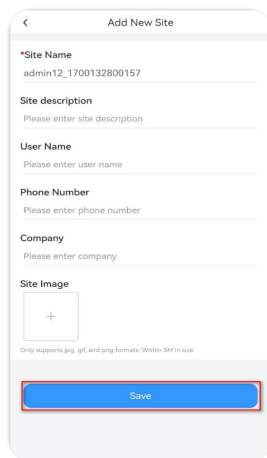 Add New Site
*Site Name
admin12_1700132800157
Site description
Please enter site description
User Name
Please enter user name
Phone Number
Please enter phone number
Company
Please enter company
Site Image
Only supports jpg, gif, and png formats, Within 5M in size
Save